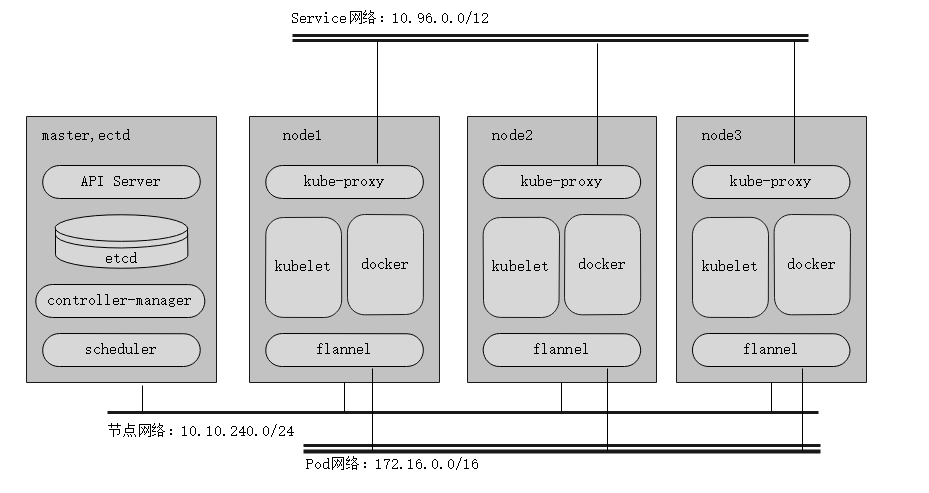 Service网络：10.96.0.0/12
master,ectd
node1
node2
node3
API Server
kube-proxy
kube-proxy
kube-proxy
etcd
kubelet
docker
kubelet
docker
kubelet
docker
controller-manager
scheduler
flannel
flannel
flannel
节点网络：10.10.240.0/24
Pod网络：172.16.0.0/16